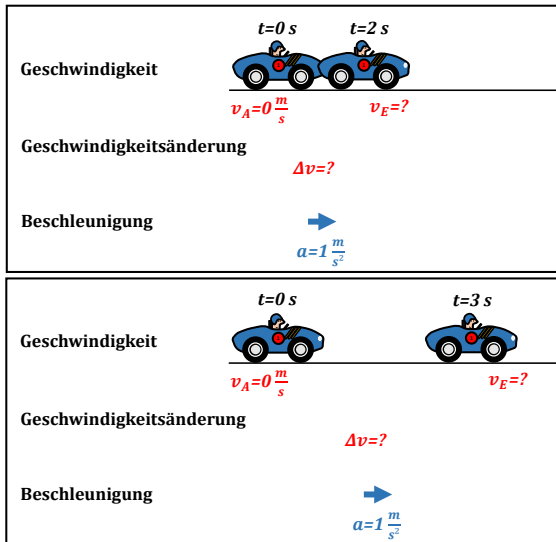 t=0 s t=2 s
Geschwindigkeit
v_A=0 m/s v_E=?
Geschwindigkeitsänderung
Δv=?
Beschleunigung
a=1 m/s²
t=0 s t=3 s
Geschwindigkeit
v_A=0 m/s v_E=?
Geschwindigkeitsänderung
Δv=?
Beschleunigung
a=1 m/s²